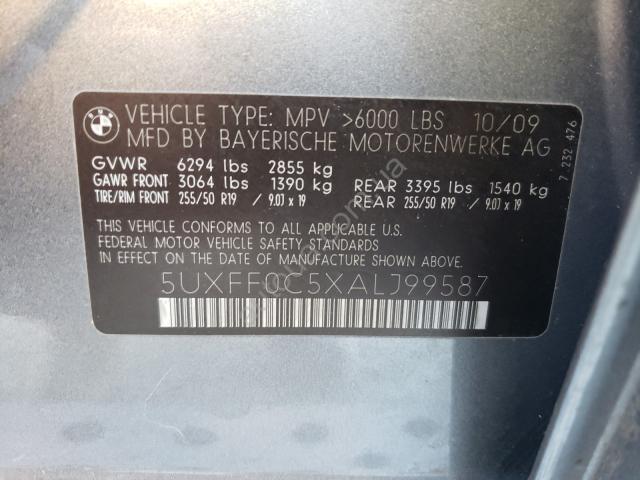 BMW
VEHICLE TYPE: MPV >6000 LBS 10/09
MFD BY BAYERISCHE MOTORENWERKE AG
GVWR 6294 lbs 2855 kg
GAWR FRONT 3064 lbs 1390 kg REAR 3395 lbs 1540 kg
TIRE/RIM FRONT 255/50 R19 / 9.0J x 19 REAR 255/50 R19 / 9.0J x 19
THIS VEHICLE CONFORMS TO ALL APPLICABLE U.S.
FEDERAL MOTOR VEHICLE SAFETY STANDARDS
IN EFFECT ON THE DATE OF MANUFACTURE SHOWN ABOVE.
5UXFF0C5XALJ99587
7 232 476